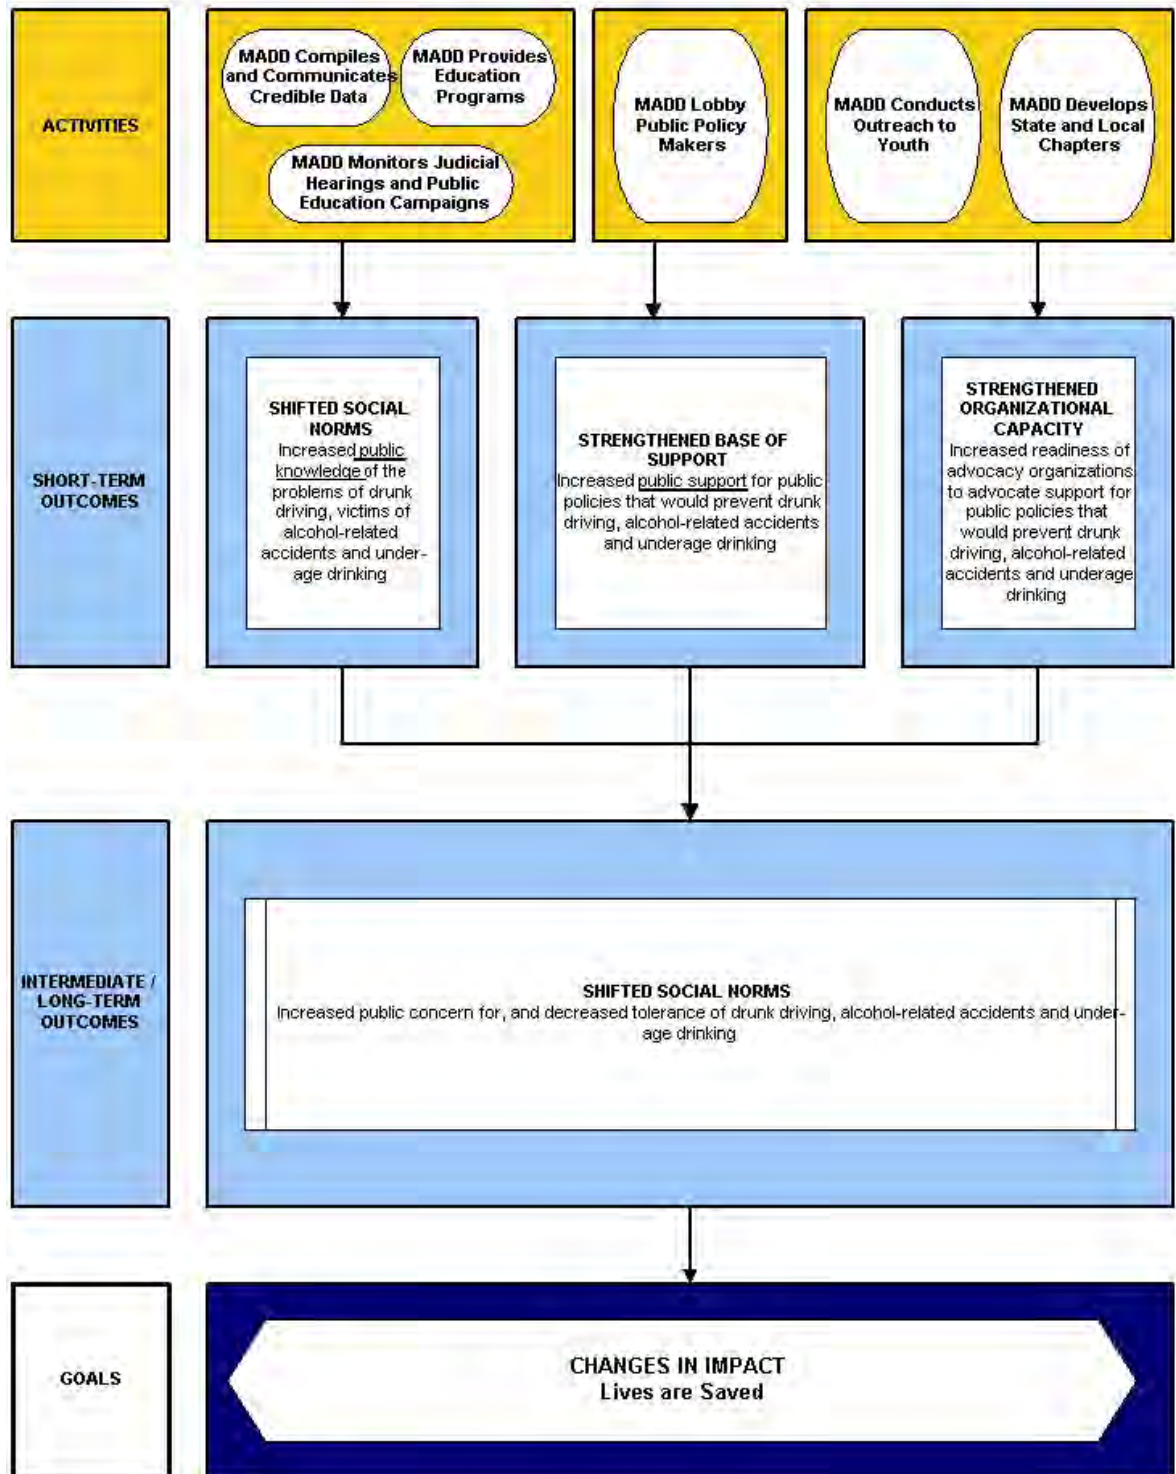 ACTIVITIES
MADD Compiles
and Communicates
Credible Data
MADD Provides
Education
Programs
MADD Monitors Judicial
Hearings and Public
Education Campaigns
MADD Lobby
Public Policy
Makers
MADD Conducts
Outreach to
Youth
MADD Develops
State and Local
Chapters
SHORT-TERM
OUTCOMES
SHIFTED SOCIAL
NORMS
Increased public
knowledge of the
problems of drunk
driving, victims of
alcohol-related
accidents and under-
age drinking
STRENGTHENED BASE OF
SUPPORT
Increased public support for public
policies that would prevent drunk
driving, alcohol-related accidents
and underage drinking
STRENGTHENED
ORGANIZATIONAL
CAPACITY
Increased readiness of
advocacy organizations
to advocate support for
public policies that
would prevent drunk
driving, alcohol-related
accidents and underage
drinking
INTERMEDIATE /
LONG-TERM
OUTCOMES
SHIFTED SOCIAL NORMS
Increased public concern for, and decreased tolerance of drunk driving, alcohol-related accidents and under-
age drinking
GOALS
CHANGES IN IMPACT
Lives are Saved